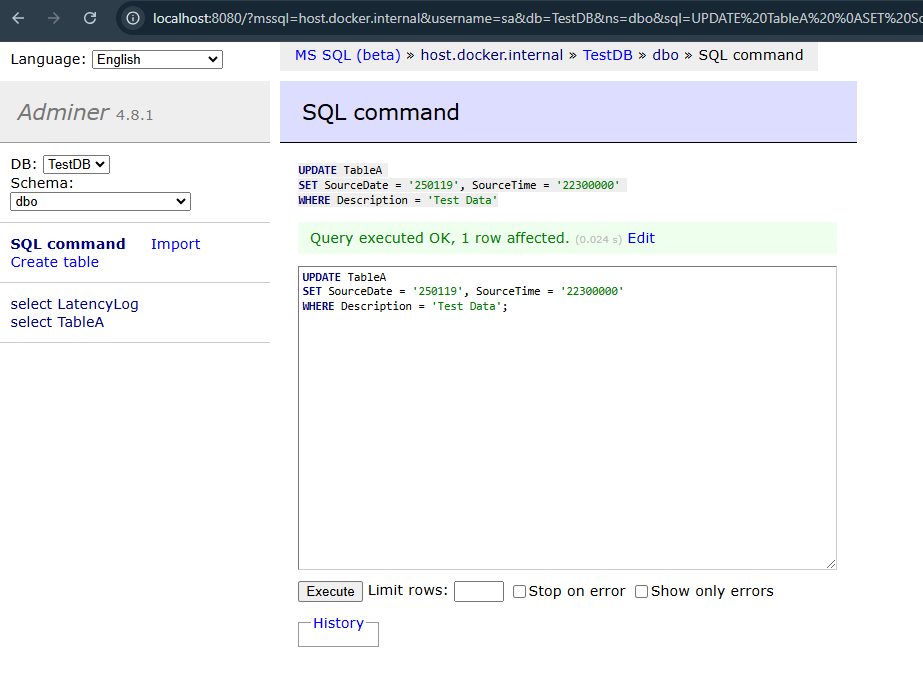 localhost:8080/?mssql=host.docker.internal&username=sa&db=TestDB&ns=dbo&sql=UPDATE%20TableA%20%0ASET%20So
Language: English
MS SQL (beta) » host.docker.internal » TestDB » dbo » SQL command
Adminer 4.8.1
SQL command
DB: TestDB
Schema:
dbo
SQL command Import
Create table
select LatencyLog
select TableA
UPDATE TableA
SET SourceDate = '250119', SourceTime = '22300000'
WHERE Description = 'Test Data'
Query executed OK, 1 row affected. (0.024 s) Edit
UPDATE TableA
SET SourceDate = '250119', SourceTime = '22300000'
WHERE Description = 'Test Data';
Execute Limit rows: Stop on error Show only errors
History